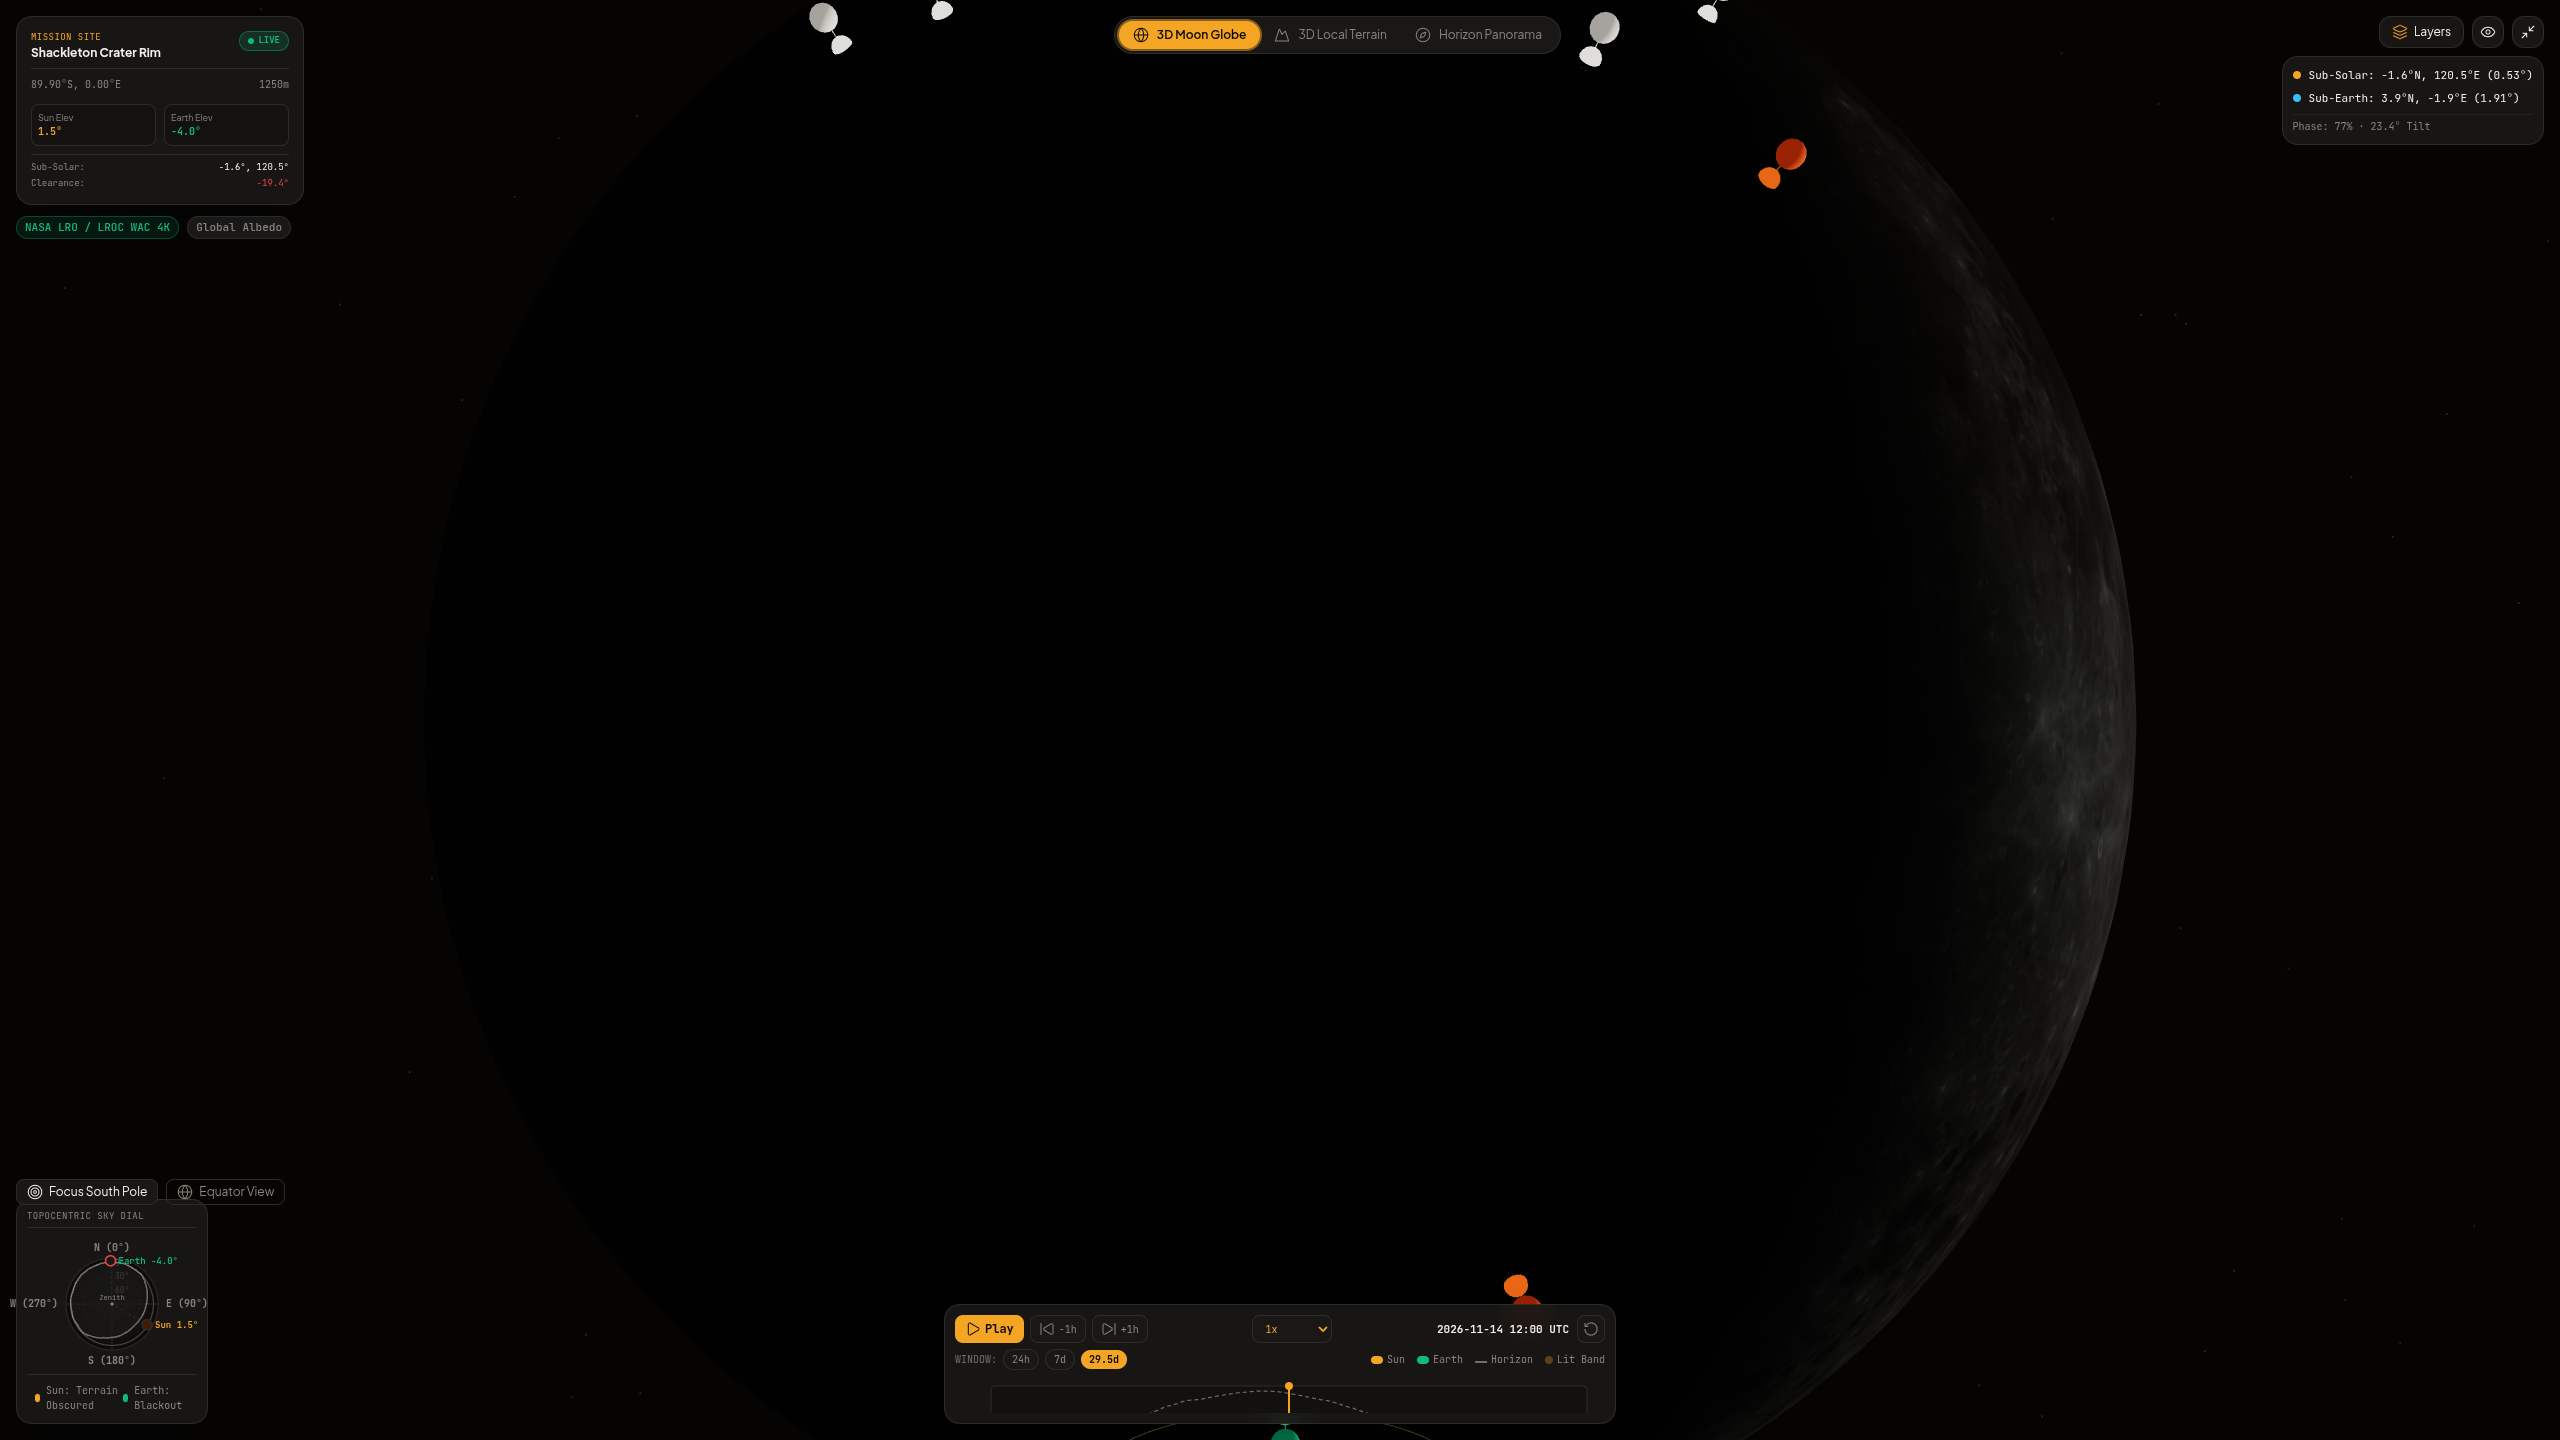 MISSION SITE
LIVE
Shackleton Crater Rim
89.90°S, 0.00°E 1250m
Sun Elev Earth Elev
1.5° -4.0°
Sub-Solar: -1.6°, 120.5°
Clearance: -19.4°
NASA LRO / LROC WAC 4K Global Albedo
3D Moon Globe 3D Local Terrain Horizon Panorama
Layers
Sub-Solar: -1.6°N, 120.5°E (0.53°)
Sub-Earth: 3.9°N, -1.9°E (1.91°)
Phase: 77% · 23.4° Tilt
Focus South Pole Equator View
TOPOCENTRIC SKY DIAL
N (0°)
Earth -4.0°
30°
60°
Zenith
W (270°) E (90°)
Sun 1.5°
S (180°)
Sun: Terrain Obscured
Earth: Blackout
Play -1h +1h 1x 2026-11-14 12:00 UTC
WINDOW: 24h 7d 29.5d Sun Earth Horizon Lit Band